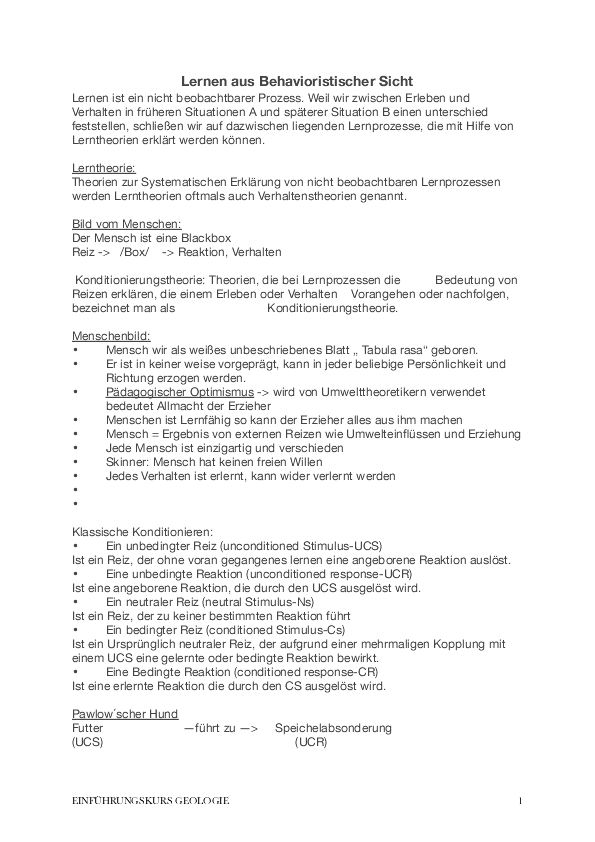 Lernen aus Behavioristischer Sicht
Lernen ist ein nicht beobachtbarer Prozess. Weil wir zwischen Erleben und
Verhalten in früheren Situationen A und späterer Situation B einen unterschied
feststellen, schließen wir auf dazwischen liegenden Lernprozesse, die mit Hilfe von
Lerntheorien erklärt werden können.
Lerntheorie:
Theorien zur Systematischen Erklärung von nicht beobachtbaren Lernprozessen
werden Lerntheorien oftmals auch Verhaltenstheorien genannt.
Bild vom Menschen:
Der Mensch ist eine Blackbox
Reiz -> /Box/ -> Reaktion, Verhalten
Konditionierungstheorie: Theorien, die bei Lernprozessen die Bedeutung von
Reizen erklären, die einem Erleben oder Verhalten Vorangehen oder nachfolgen,
bezeichnet man als Konditionierungstheorie.
Menschenbild:
• Mensch wir als weißes unbeschriebenes Blatt „ Tabula rasa“ geboren.
• Er ist in keiner weise vorgeprägt, kann in jeder beliebige Persönlichkeit und
Richtung erzogen werden.
• Pädagogischer Optimismus -> wird von Umwelttheoretikern verwendet
bedeutet Allmacht der Erzieher
• Menschen ist Lernfähig so kann der Erzieher alles aus ihm machen
• Mensch = Ergebnis von externen Reizen wie Umwelteinflüssen und Erziehung
• Jede Mensch ist einzigartig und verschieden
• Skinner: Mensch hat keinen freien Willen
• Jedes Verhalten ist erlernt, kann wider verlernt werden
•
•
Klassische Konditionieren:
• Ein unbedingter Reiz (unconditioned Stimulus-UCS)
Ist ein Reiz, der ohne voran gegangenes lernen eine angeborene Reaktion auslöst.
• Eine unbedingte Reaktion (unconditioned response-UCR)
Ist eine angeborene Reaktion, die durch den UCS ausgelöst wird.
• Ein neutraler Reiz (neutral Stimulus-Ns)
Ist ein Reiz, der zu keiner bestimmten Reaktion führt
• Ein bedingter Reiz (conditioned Stimulus-Cs)
Ist ein Ursprünglich neutraler Reiz, der aufgrund einer mehrmaligen Kopplung mit
einem UCS eine gelernte oder bedingte Reaktion bewirkt.
• Eine Bedingte Reaktion (conditioned response-CR)
Ist eine erlernte Reaktion die durch den CS ausgelöst wird.
Pawlow´scher Hund
Futter —führt zu —> Speichelabsonderung
(UCS) (UCR)
EINFÜHRUNGSKURS GEOLOGIE 1